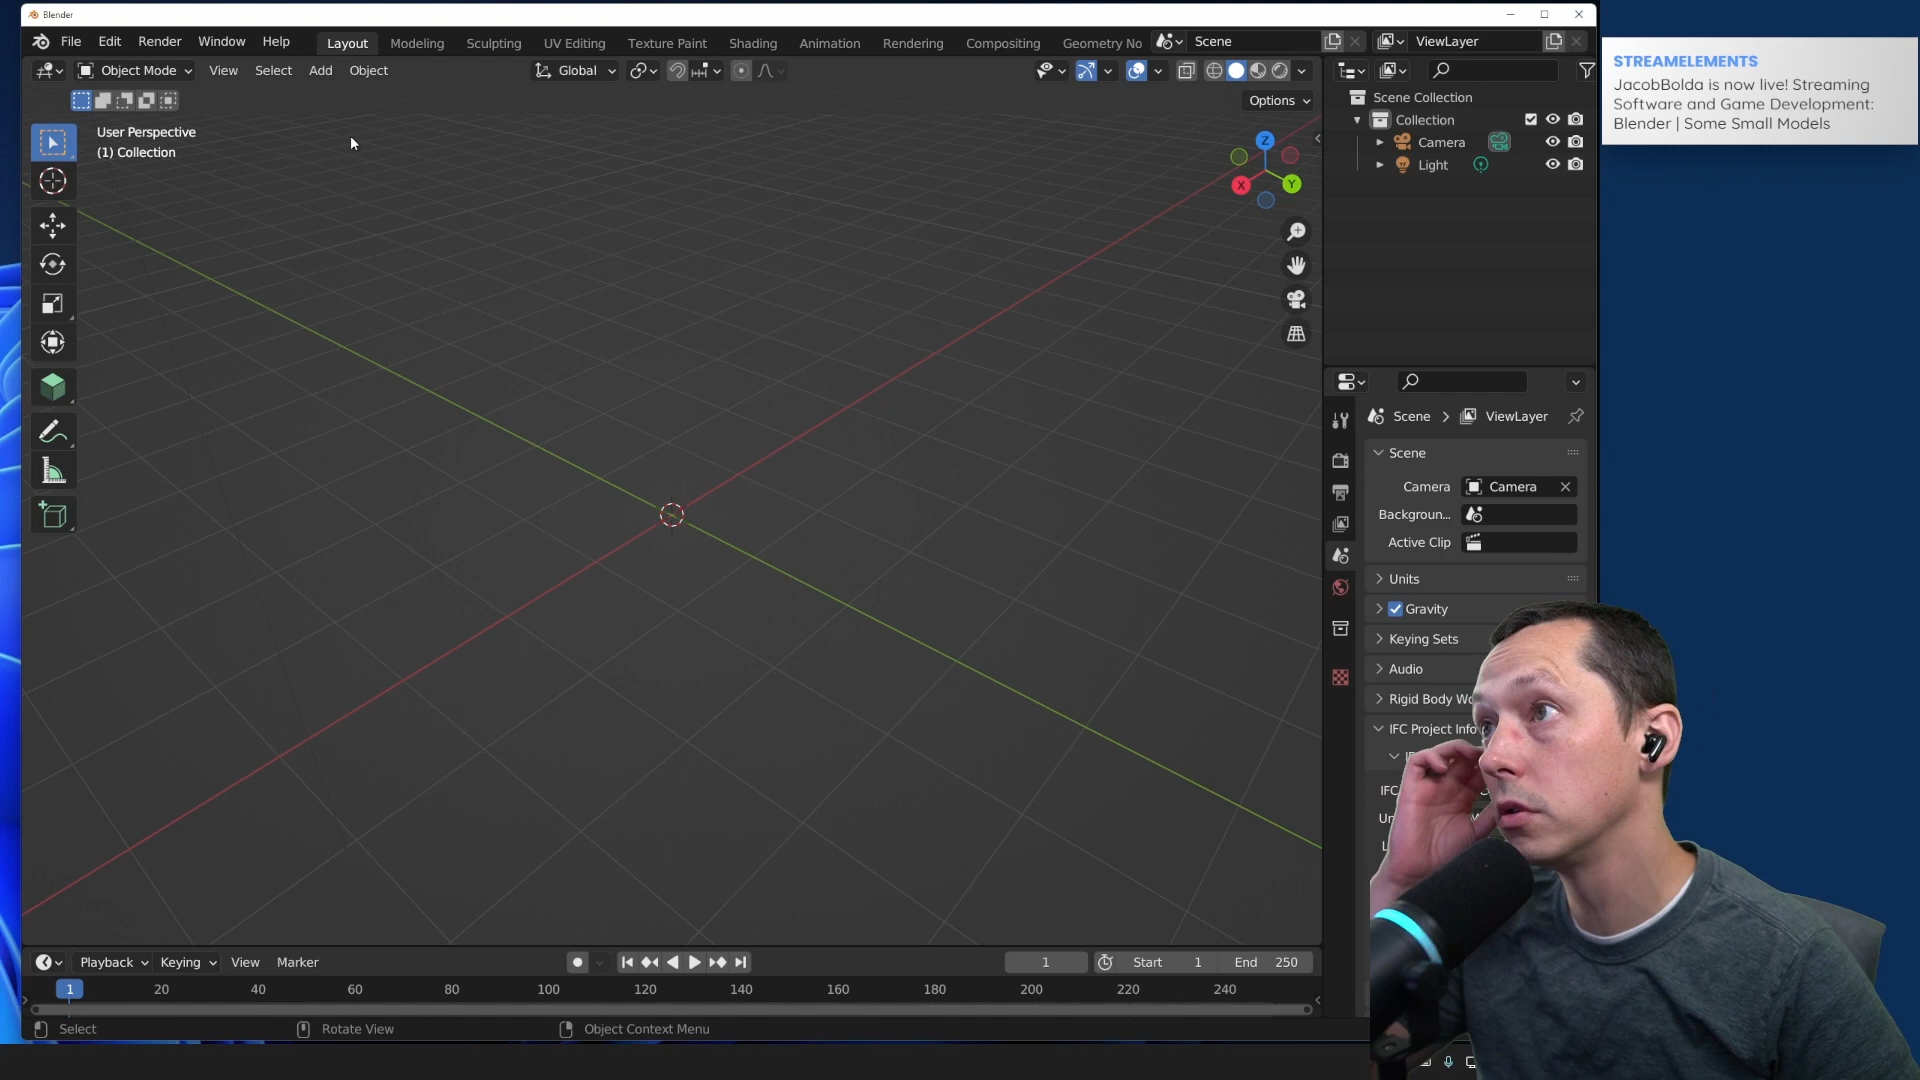 Blender
File Edit Render Window Help Layout Modeling Sculpting UV Editing Texture Paint Shading Animation Rendering Compositing Geometry No Scene ViewLayer
Object Mode View Select Add Object Global
Options
User Perspective
(1) Collection
Z
X
Y
Scene Collection
Collection
Camera
Light
Scene > ViewLayer
Scene
Camera Camera
Backgroun...
Active Clip
Units
Gravity
Keying Sets
Audio
Rigid Body Wo
IFC Project Info
Playback Keying View Marker 1 Start 1 End 250
1 20 40 60 80 100 120 140 160 180 200 220 240
Select Rotate View Object Context Menu
STREAMELEMENTS
JacobBolda is now live! Streaming
Software and Game Development:
Blender | Some Small Models